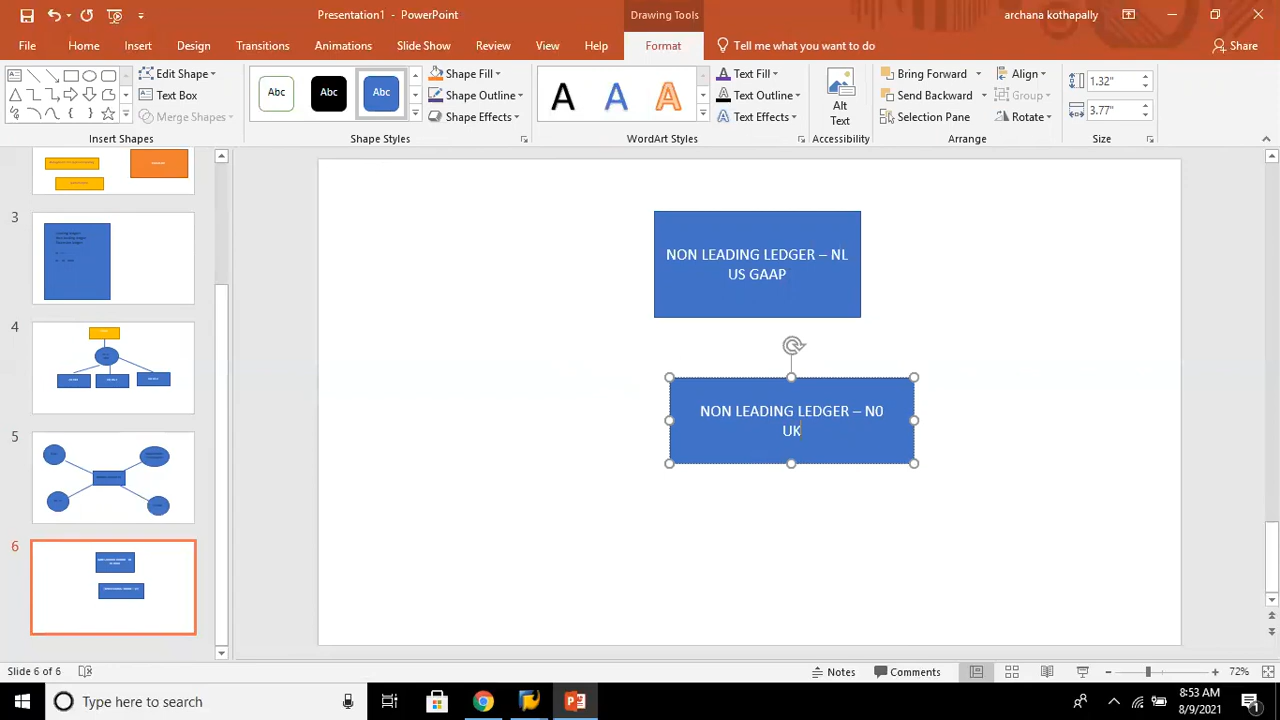 Presentation1 - PowerPoint
Drawing Tools
archana kothapally
File
Home
Insert
Design
Transitions
Animations
Slide Show
Review
View
Help
Format
Tell me what you want to do
Share
Edit Shape
Text Box
Merge Shapes
Insert Shapes
Abc
Abc
Abc
Shape Fill
Shape Outline
Shape Effects
Shape Styles
A
A
A
Text Fill
Text Outline
Text Effects
WordArt Styles
Alt
Text
Accessibility
Bring Forward
Send Backward
Selection Pane
Align
Group
Rotate
Arrange
1.32"
3.77"
Size
3
4
5
6
NON LEADING LEDGER – NL
US GAAP
NON LEADING LEDGER – N0
UK
Slide 6 of 6
Notes
Comments
72%
Type here to search
8:53 AM
8/9/2021